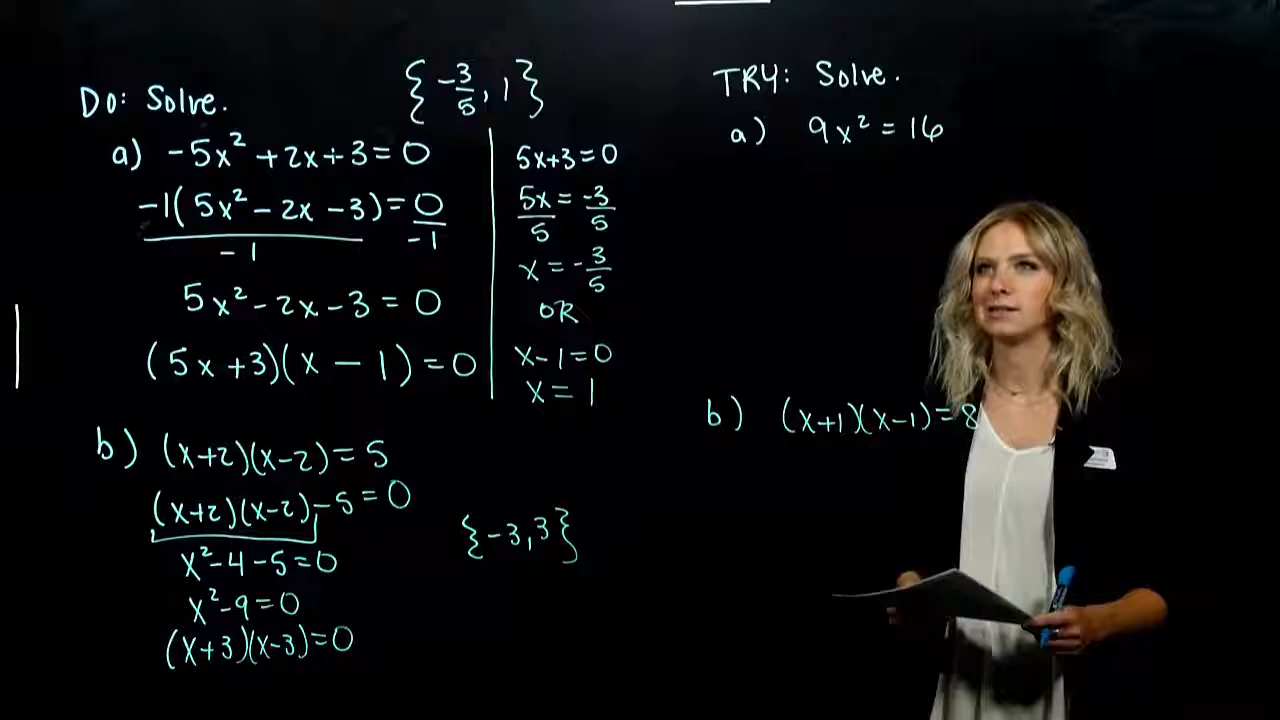 Do: Solve.
{-3/5, 1}
a) -5x² + 2x + 3 = 0
-1(5x² - 2x - 3) = 0
-1 -1
5x² - 2x - 3 = 0
(5x + 3)(x - 1) = 0
5x+3=0
5x/5 = -3/5
x = -3/5
OR
x-1=0
x = 1
b) (x+2)(x-2) = 5
(x+2)(x-2) - 5 = 0
x² - 4 - 5 = 0
x² - 9 = 0
(x+3)(x-3) = 0
{-3, 3}
TRY: Solve.
a) 9x² = 16
b) (x+1)(x-1) = 8